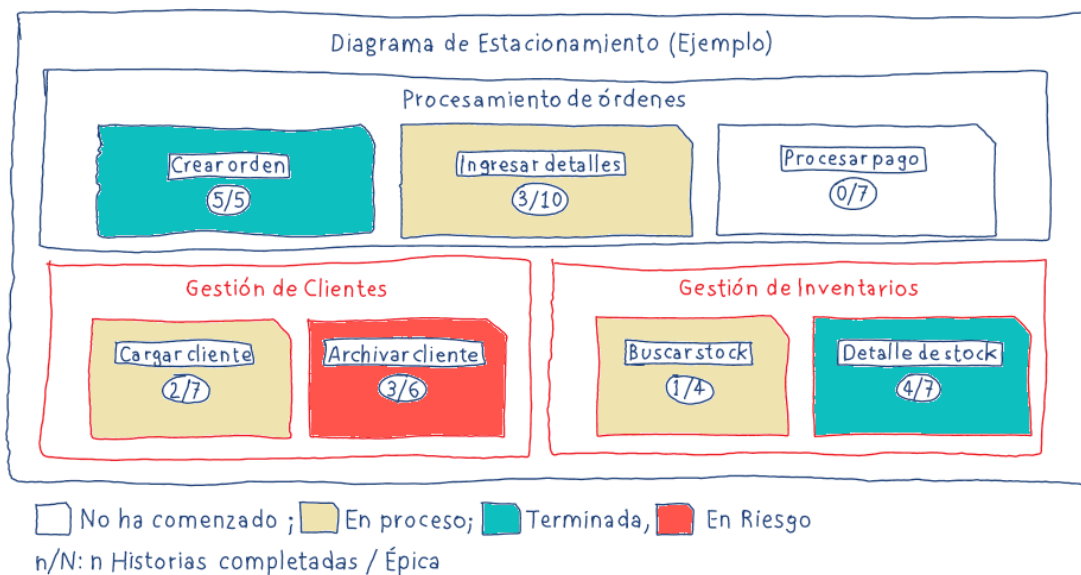 Diagrama de Estacionamiento (Ejemplo)
Procesamiento de órdenes
Crear orden
5/5
Ingresar detalles
3/10
Procesar pago
0/7
Gestión de Clientes
Cargar cliente
2/7
Archivar cliente
3/6
Gestión de Inventarios
Buscar stock
1/4
Detalle de stock
4/7
No ha comenzado ; En proceso; Terminada, En Riesgo
n/N: n Historias completadas / Épica